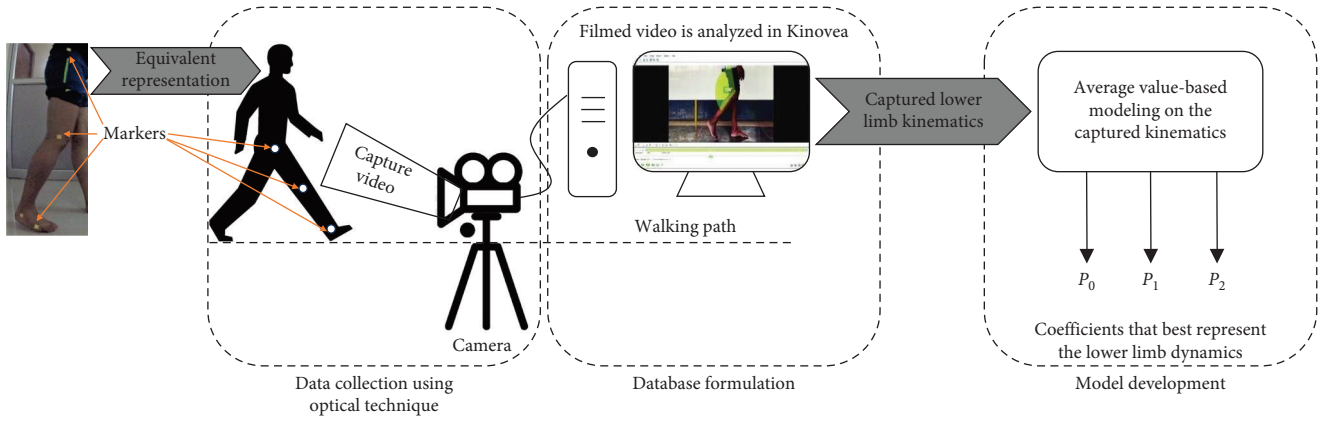 Equivalent
representation
Markers
Capture
video
Camera
Data collection using
optical technique
Filmed video is analyzed in Kinovea
Walking path
Database formulation
Captured lower
limb kinematics
Average value-based
modeling on the
captured kinematics
P0 P1 P2
Coefficients that best represent
the lower limb dynamics
Model development